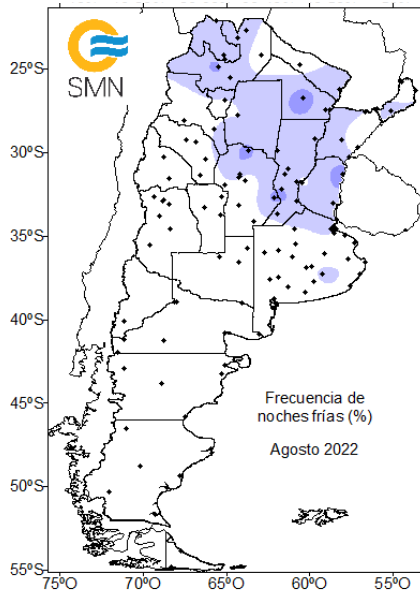 SMN
25ºS
30ºS
35ºS
40ºS
45ºS
50ºS
55ºS
Frecuencia de
noches frías (%)
Agosto 2022
75ºO 70ºO 65ºO 60ºO 55ºO